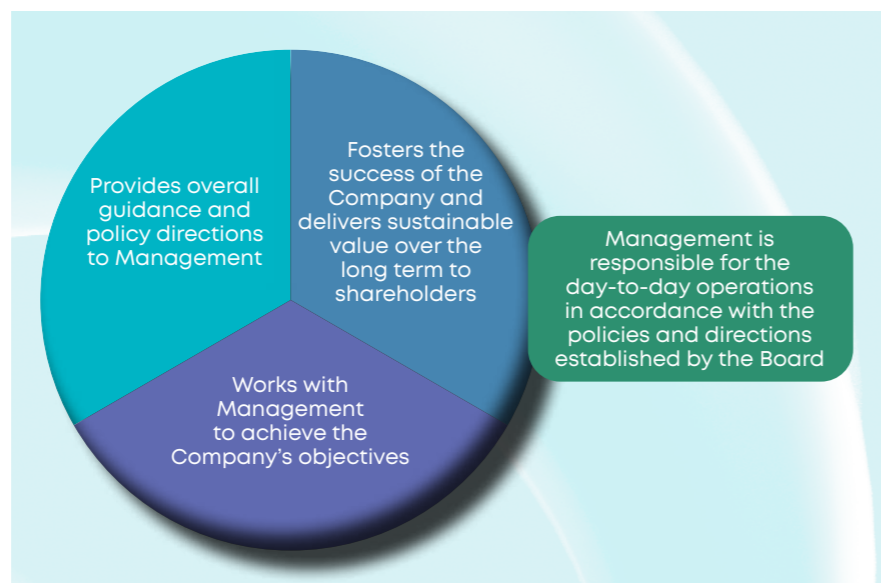 Provides overall
guidance and
policy directions
to Management
Fosters the
success of the
Company and
delivers sustainable
value over the
long term to
shareholders
Works with
Management
to achieve the
Company’s objectives
Management is
responsible for the
day-to-day operations
in accordance with the
policies and directions
established by the Board